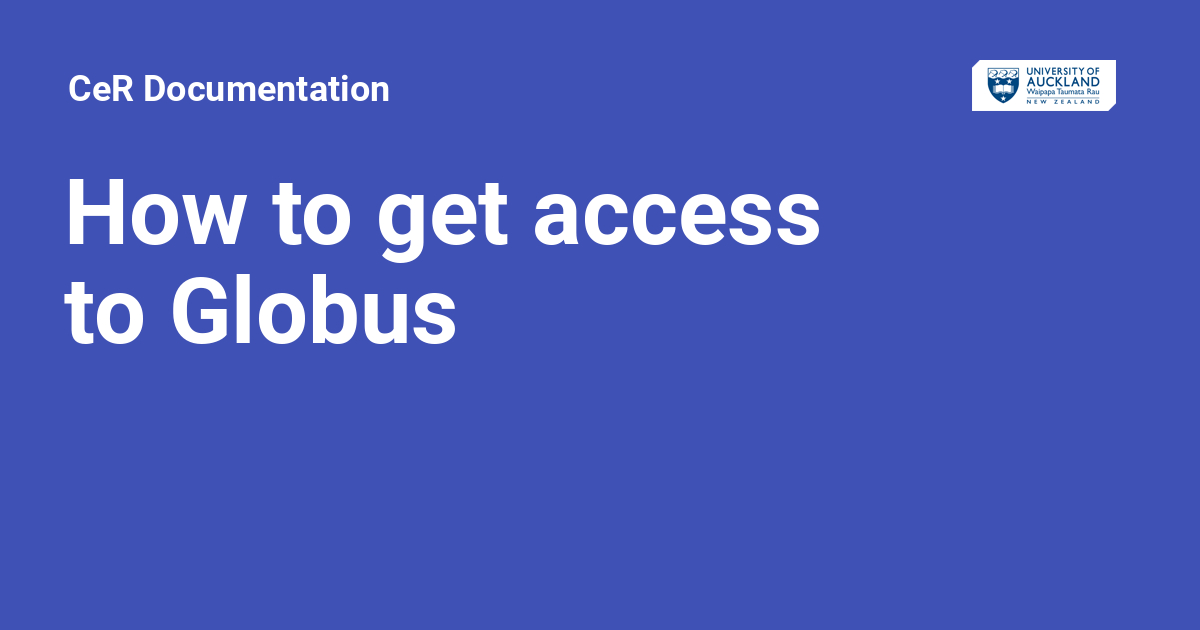 CeR Documentation
UNIVERSITY OF
AUCKLAND
Waipapa Taumata Rau
NEW ZEALAND
How to get access
to Globus